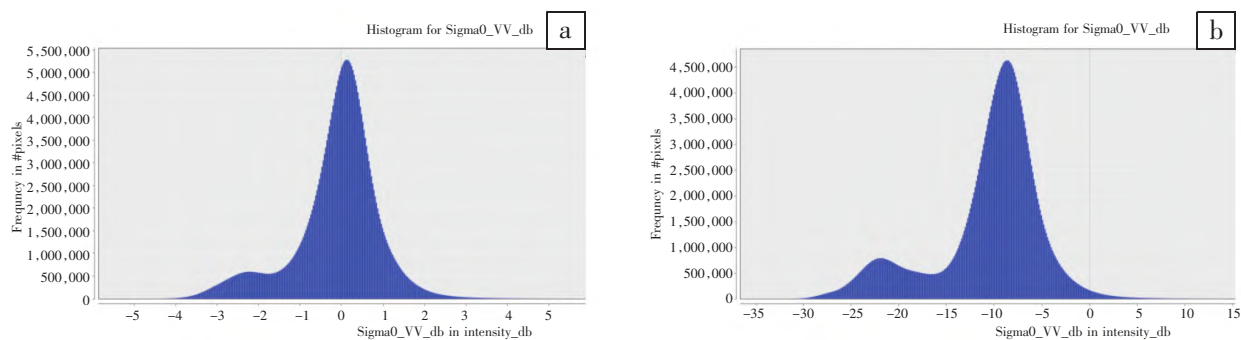 Histogram for Sigma0_VV_db
a
5,500,000
5,000,000
4,500,000
4,000,000
3,500,000
3,000,000
2,500,000
2,000,000
1,500,000
1,000,000
500,000
0
Frequncy in #pixels
−5 −4 −3 −2 −1 0 1 2 3 4 5
Sigma0_VV_db in intensity_db
Histogram for Sigma0_VV_db
b
4,500,000
4,000,000
3,500,000
3,000,000
2,500,000
2,000,000
1,500,000
1,000,000
500,000
0
Frequncy in #pixels
−35 −30 −25 −20 −15 −10 −5 0 5 10 15
Sigma0_VV_db in intensity_db